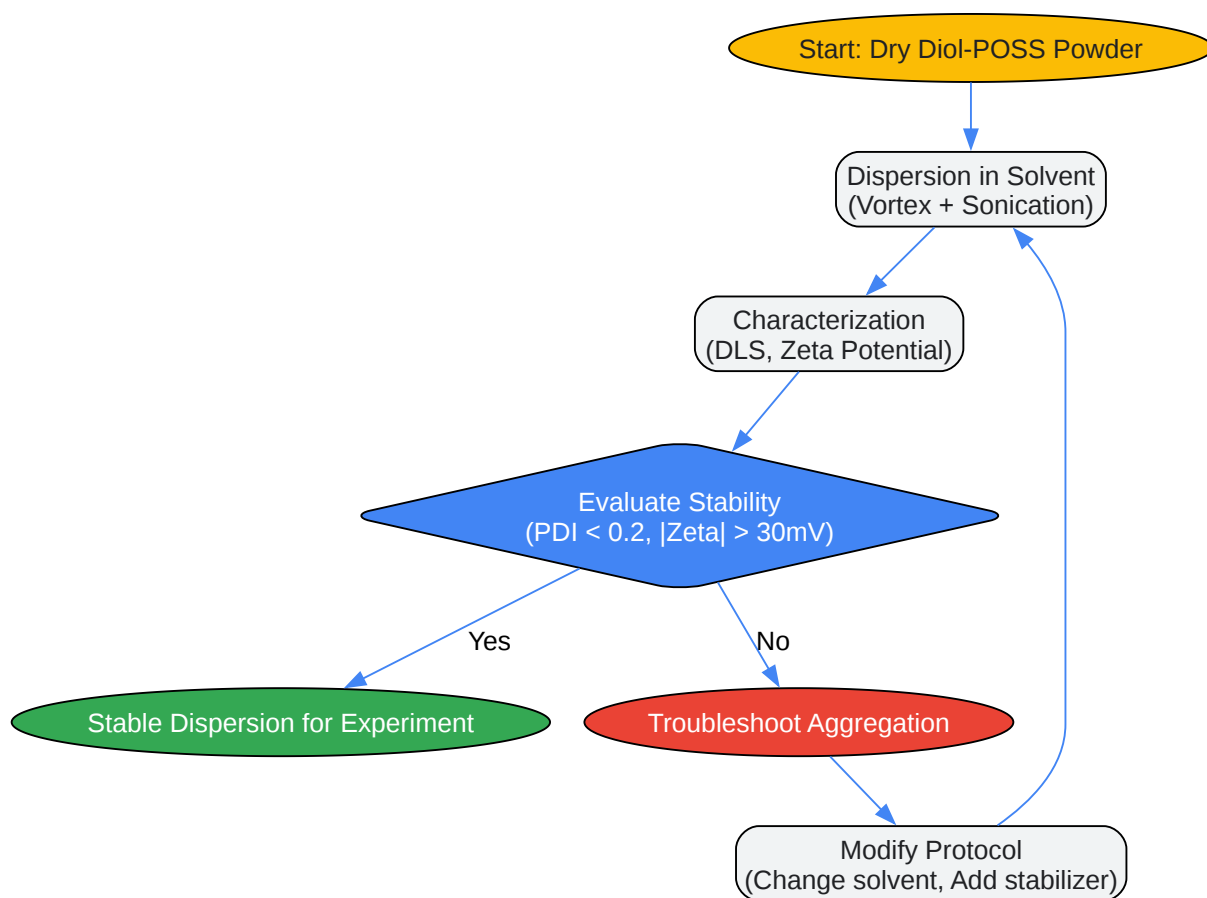 Start: Dry Diol-POSS Powder
Dispersion in Solvent
(Vortex + Sonication)
Characterization
(DLS, Zeta Potential)
Evaluate Stability
(PDI < 0.2, |Zeta| > 30mV)
Yes
No
Stable Dispersion for Experiment
Troubleshoot Aggregation
Modify Protocol
(Change solvent, Add stabilizer)